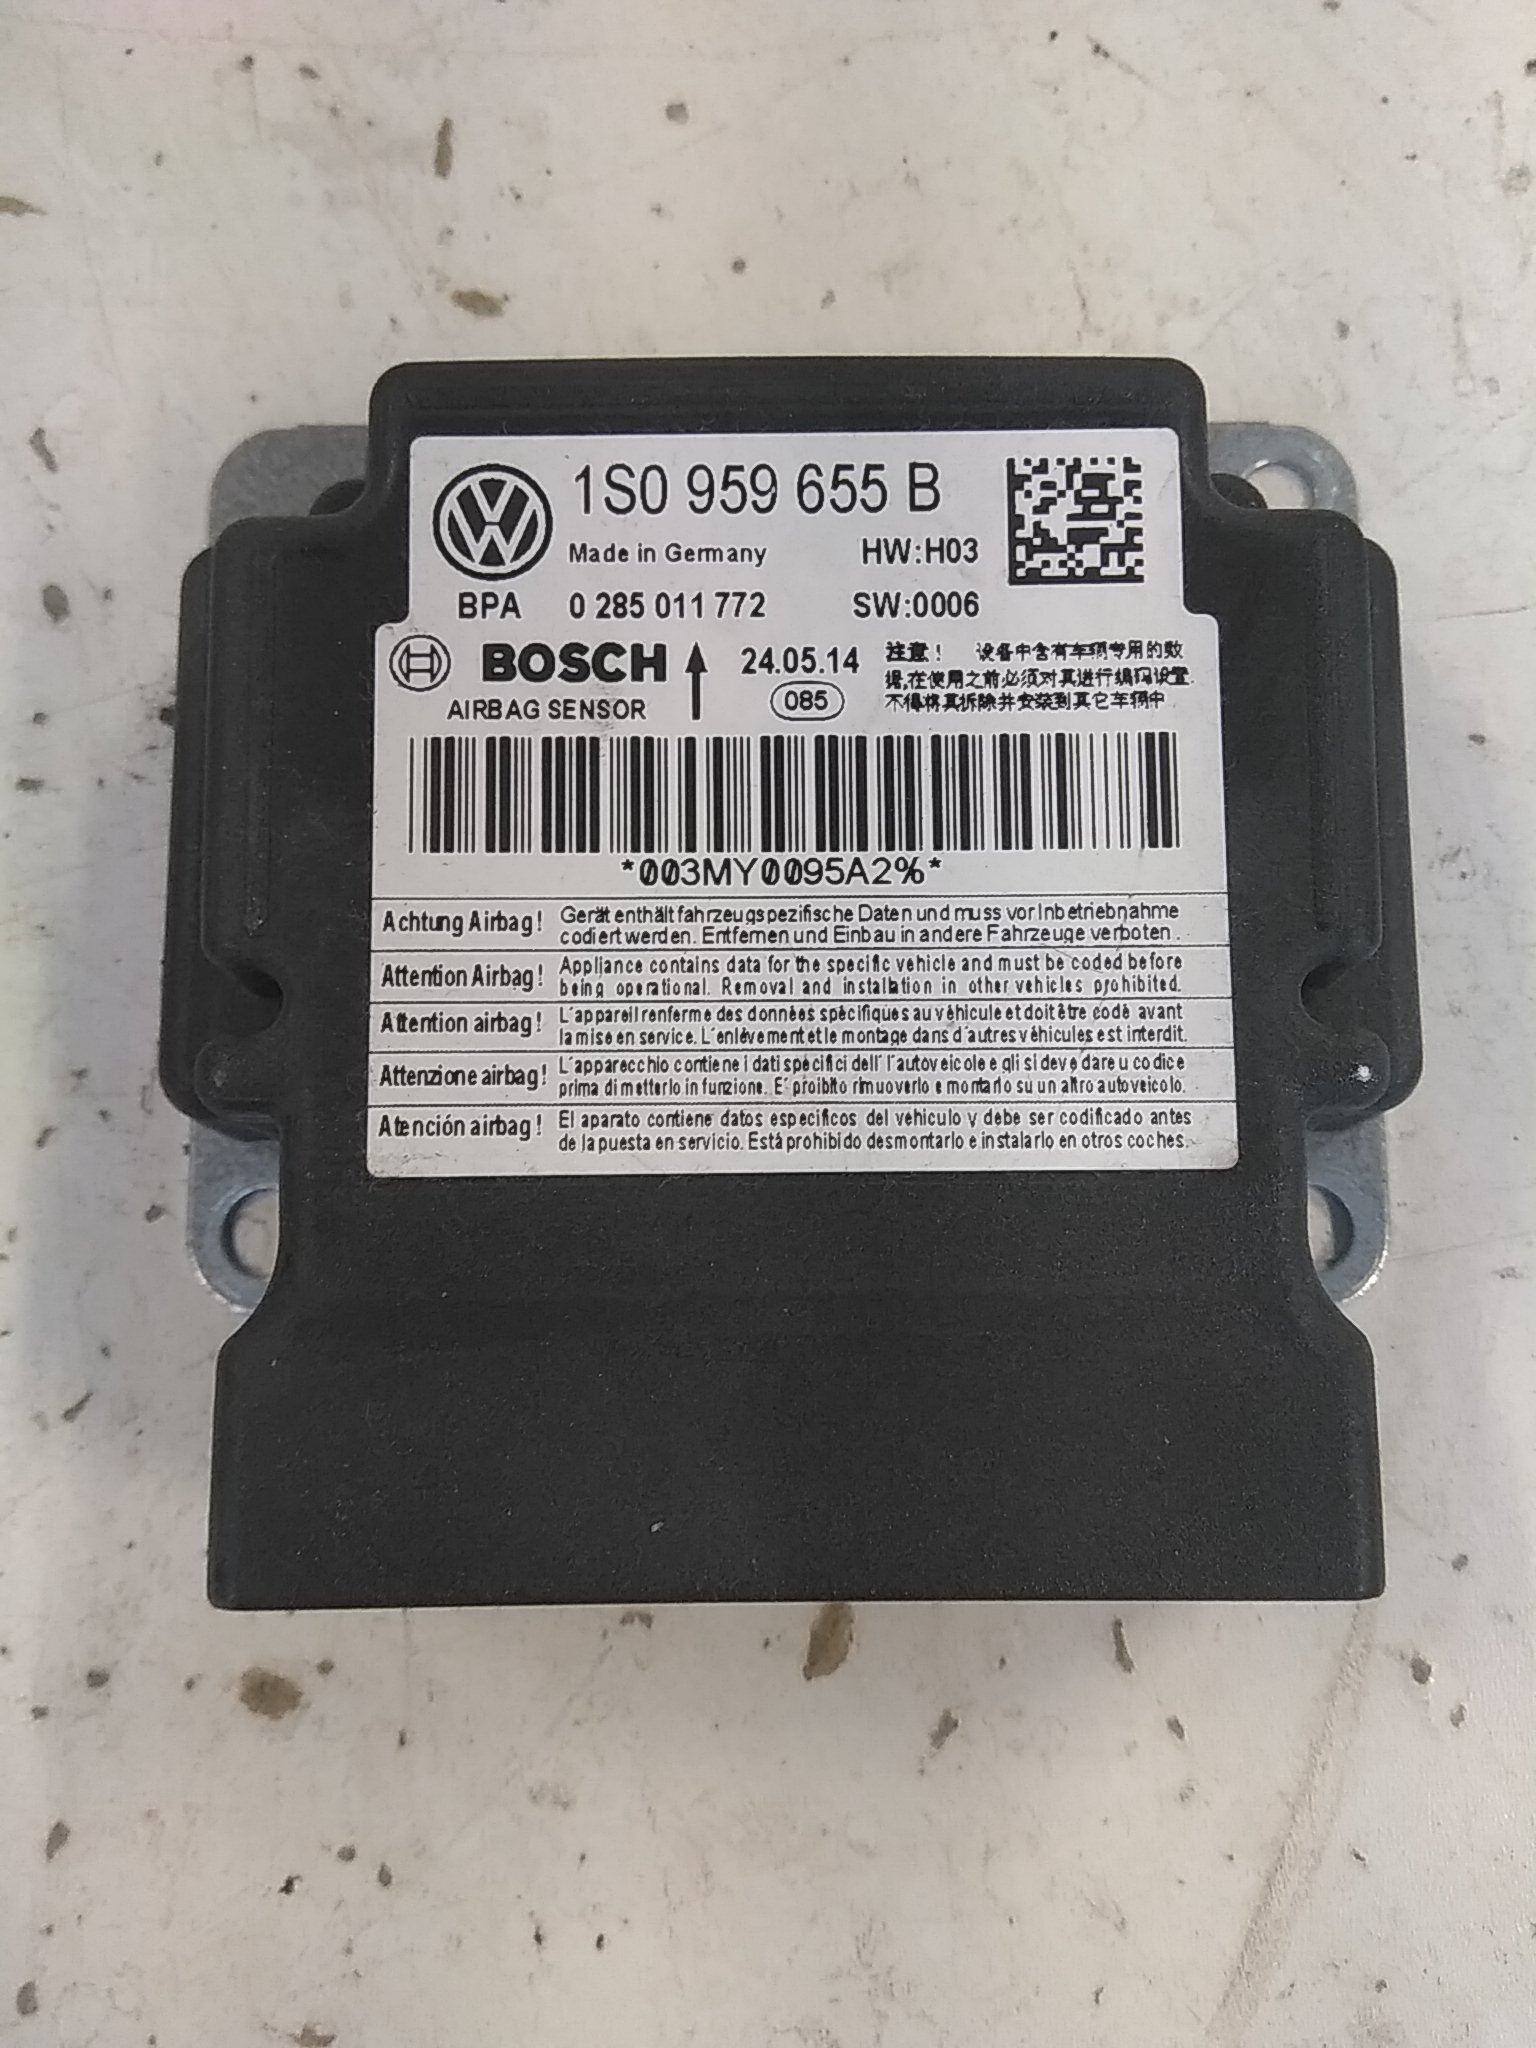 1S0 959 655 B
Made in Germany HW:H03
BPA 0 285 011 772 SW:0006
BOSCH 24.05.14
AIRBAG SENSOR 085
注意！ 设备中含有车辆专用的数
据,在使用之前必须对其进行编码设置.
不得将其拆除并安装到其它车辆中
*003MY0095A2%*
Achtung Airbag! Gerät enthält fahrzeugspezifische Daten und muss vor Inbetriebnahme
codiert werden. Entfernen und Einbau in andere Fahrzeuge verboten.
Attention Airbag! Appliance contains data for the specific vehicle and must be coded before
being operational. Removal and installation in other vehicles prohibited.
Attention airbag! L'appareil renferme des données spécifiques au véhicule et doit être codé avant
la mise en service. L'enlèvement et le montage dans d'autres véhicules est interdit.
Attenzione airbag! L'apparecchio contiene i dati specifici dell' l'autoveicolo e gli si deve dare u codice
prima di metterlo in funzione. E' proibito rimuoverlo e montarlo su un altro autoveicolo.
Atención airbag! El aparato contiene datos específicos del vehículo y debe ser codificado antes
de la puesta en servicio. Está prohibido desmontarlo e instalarlo en otros coches.